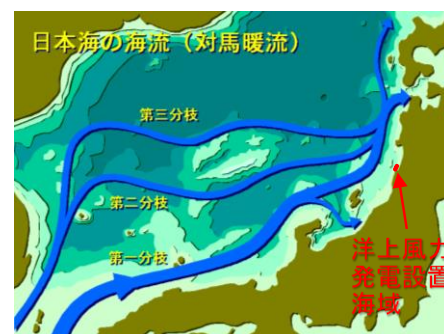 日本海の海流（対馬暖流）
第三分枝
第二分枝
第一分枝
洋上風力
発電設置
海域